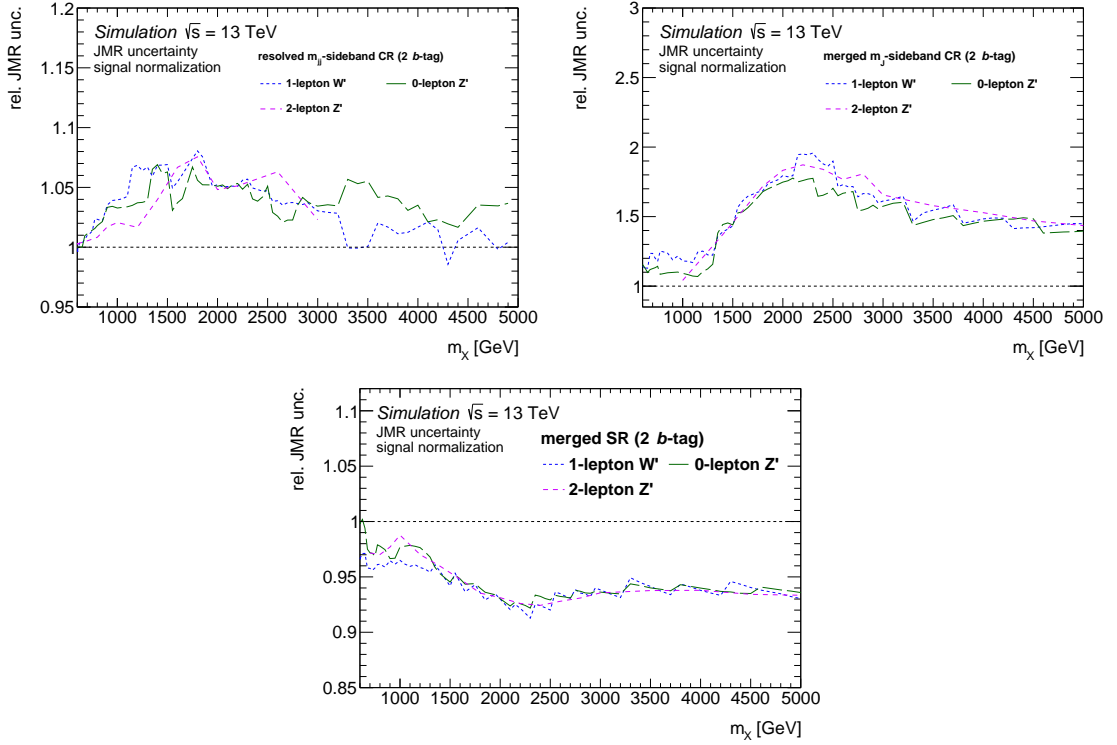 rel. JMR unc.
1.2
1.15
1.1
1.05
1
0.95
Simulation √s = 13 TeV
JMR uncertainty
signal normalization
resolved m_jj-sideband CR (2 b-tag)
1-lepton W'
0-lepton Z'
2-lepton Z'
1000 1500 2000 2500 3000 3500 4000 4500 5000
m_X [GeV]
rel. JMR unc.
3
2.5
2
1.5
1
Simulation √s = 13 TeV
JMR uncertainty
signal normalization
merged m_J-sideband CR (2 b-tag)
1-lepton W'
0-lepton Z'
2-lepton Z'
1000 1500 2000 2500 3000 3500 4000 4500 5000
m_X [GeV]
rel. JMR unc.
1.1
1.05
1
0.95
0.9
0.85
Simulation √s = 13 TeV
JMR uncertainty
signal normalization
merged SR (2 b-tag)
1-lepton W'
0-lepton Z'
2-lepton Z'
1000 1500 2000 2500 3000 3500 4000 4500 5000
m_X [GeV]